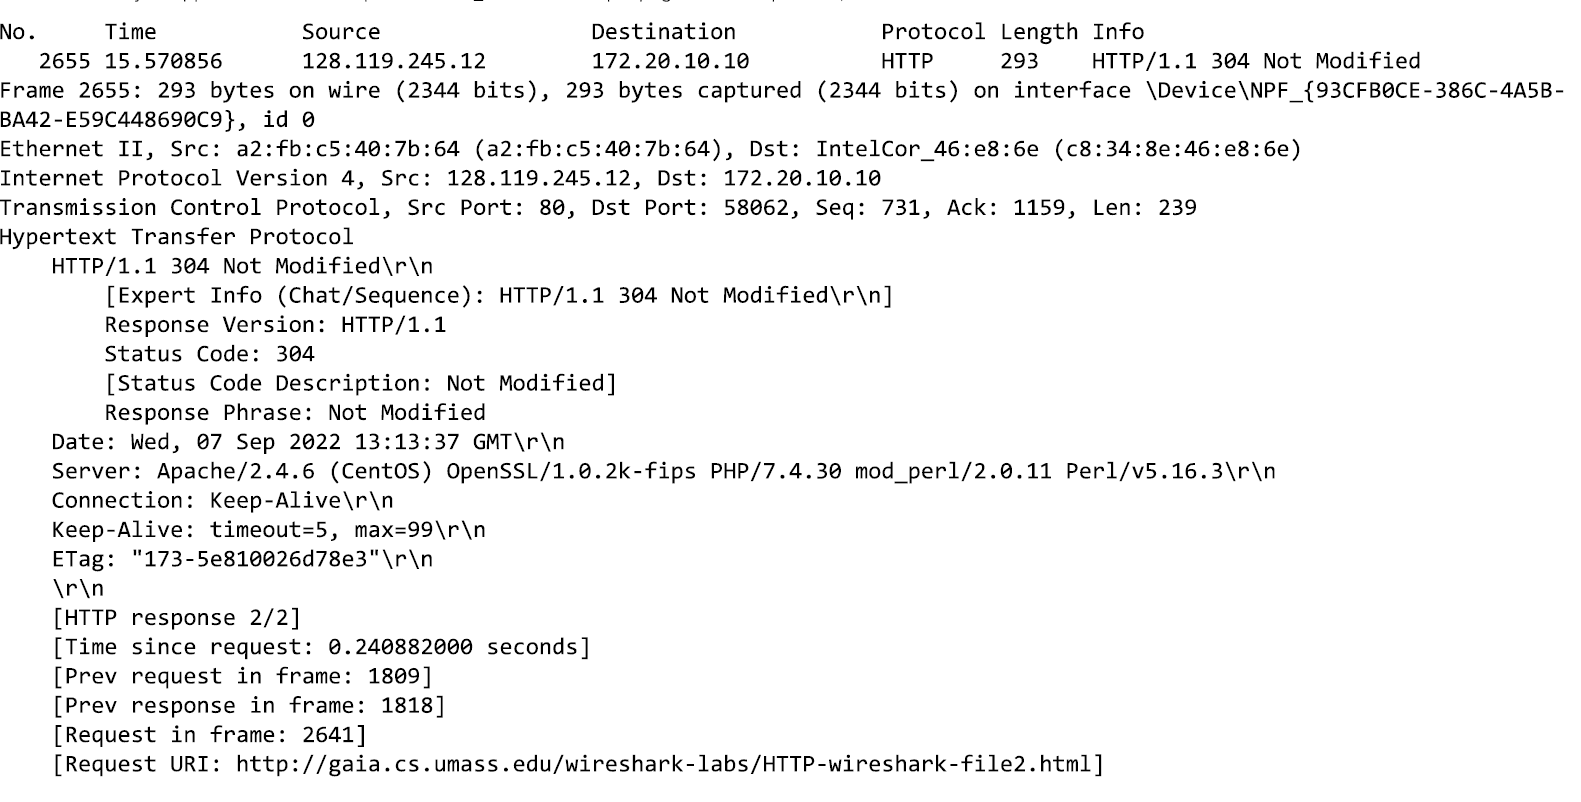 No. Time Source Destination Protocol Length Info
2655 15.570856 128.119.245.12 172.20.10.10 HTTP 293 HTTP/1.1 304 Not Modified
Frame 2655: 293 bytes on wire (2344 bits), 293 bytes captured (2344 bits) on interface \Device\NPF_{93CFB0CE-386C-4A5B-
BA42-E59C448690C9}, id 0
Ethernet II, Src: a2:fb:c5:40:7b:64 (a2:fb:c5:40:7b:64), Dst: IntelCor_46:e8:6e (c8:34:8e:46:e8:6e)
Internet Protocol Version 4, Src: 128.119.245.12, Dst: 172.20.10.10
Transmission Control Protocol, Src Port: 80, Dst Port: 58062, Seq: 731, Ack: 1159, Len: 239
Hypertext Transfer Protocol
HTTP/1.1 304 Not Modified\r\n
[Expert Info (Chat/Sequence): HTTP/1.1 304 Not Modified\r\n]
Response Version: HTTP/1.1
Status Code: 304
[Status Code Description: Not Modified]
Response Phrase: Not Modified
Date: Wed, 07 Sep 2022 13:13:37 GMT\r\n
Server: Apache/2.4.6 (CentOS) OpenSSL/1.0.2k-fips PHP/7.4.30 mod_perl/2.0.11 Perl/v5.16.3\r\n
Connection: Keep-Alive\r\n
Keep-Alive: timeout=5, max=99\r\n
ETag: "173-5e810026d78e3"\r\n
\r\n
[HTTP response 2/2]
[Time since request: 0.240882000 seconds]
[Prev request in frame: 1809]
[Prev response in frame: 1818]
[Request in frame: 2641]
[Request URI: http://gaia.cs.umass.edu/wireshark-labs/HTTP-wireshark-file2.html]